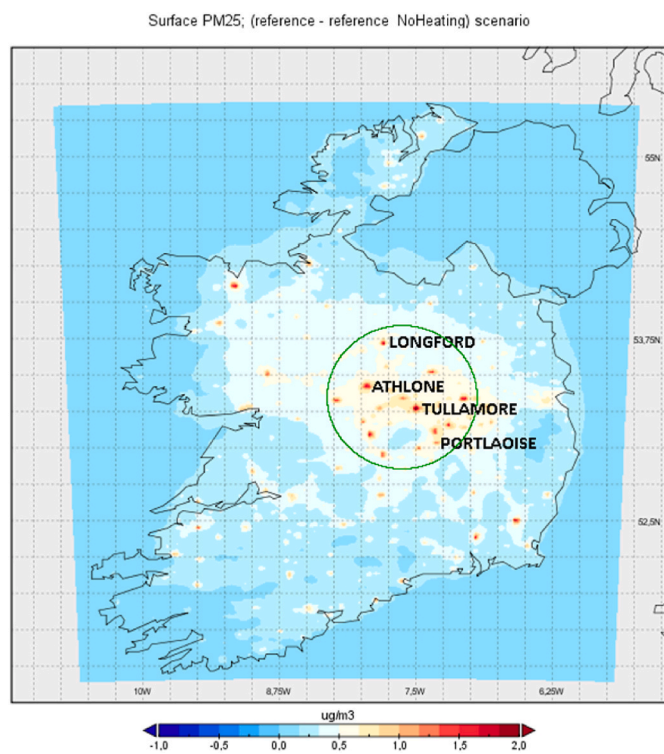 Surface PM25; (reference - reference NoHeating) scenario
55N
53,75N
LONGFORD
ATHLONE
TULLAMORE
PORTLAOISE
52,5N
10W 8,75W 7,5W 6,25W
ug/m3
-1,0 -0,5 0,0 0,5 1,0 1,5 2,0